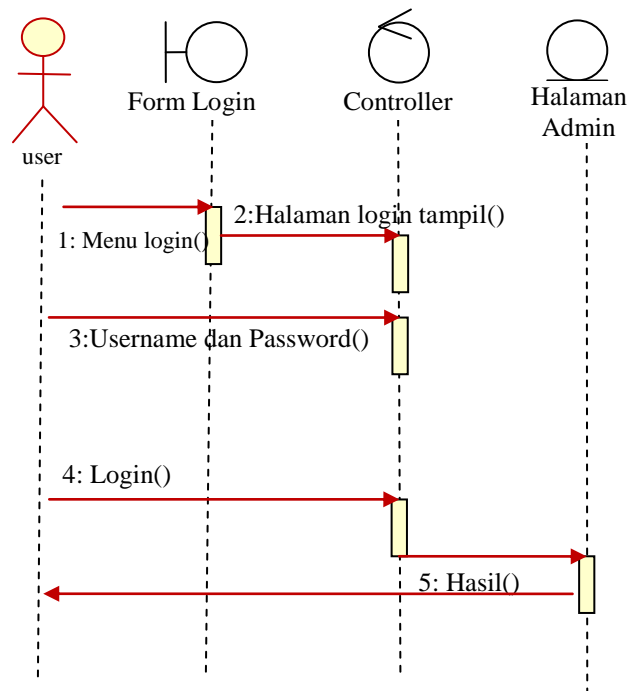 Form Login
Controller
Halaman
Admin
user
2:Halaman login tampil()
1: Menu login()
3:Username dan Password()
4: Login()
5: Hasil()